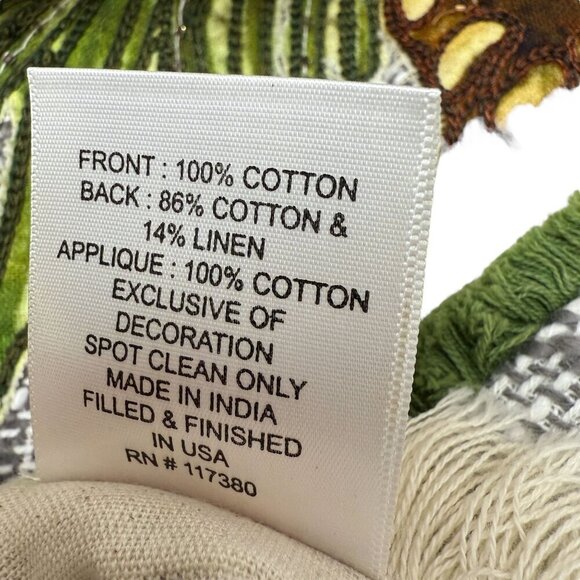 FRONT : 100% COTTON
BACK : 86% COTTON &
14% LINEN
APPLIQUE : 100% COTTON
EXCLUSIVE OF
DECORATION
SPOT CLEAN ONLY
MADE IN INDIA
FILLED & FINISHED
IN USA
RN # 117380